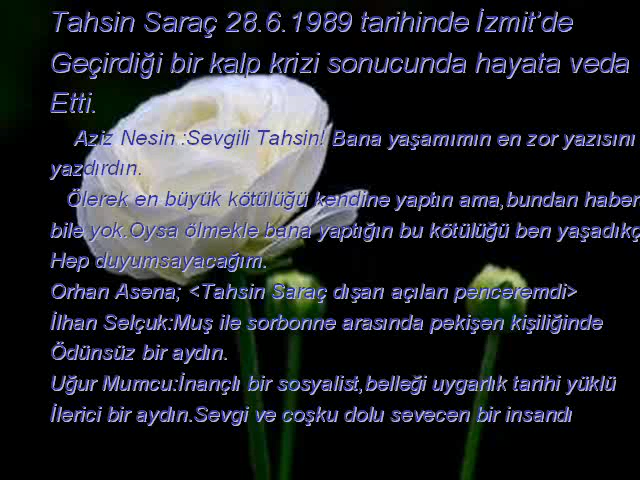 Tahsin Saraç 28.6.1989 tarihinde İzmit'de
Geçirdiği bir kalp krizi sonucunda hayata veda
Etti.
Aziz Nesin :Sevgili Tahsin! Bana yaşamımın en zor yazısını
yazdırdın.
Ölerek en büyük kötülüğü kendine yaptın ama,bundan haber
bile yok.Oysa ölmekle bana yaptığın bu kötülüğü ben yaşadıkç
Hep duyumsayacağım.
Orhan Asena; <Tahsin Saraç dışarı açılan penceremdi>
İlhan Selçuk:Muş ile sorbonne arasında pekişen kişiliğinde
Ödünsüz bir aydın.
Uğur Mumcu:İnançlı bir sosyalist,belleği uygarlık tarihi yüklü
İlerici bir aydın.Sevgi ve coşku dolu sevecen bir insandı